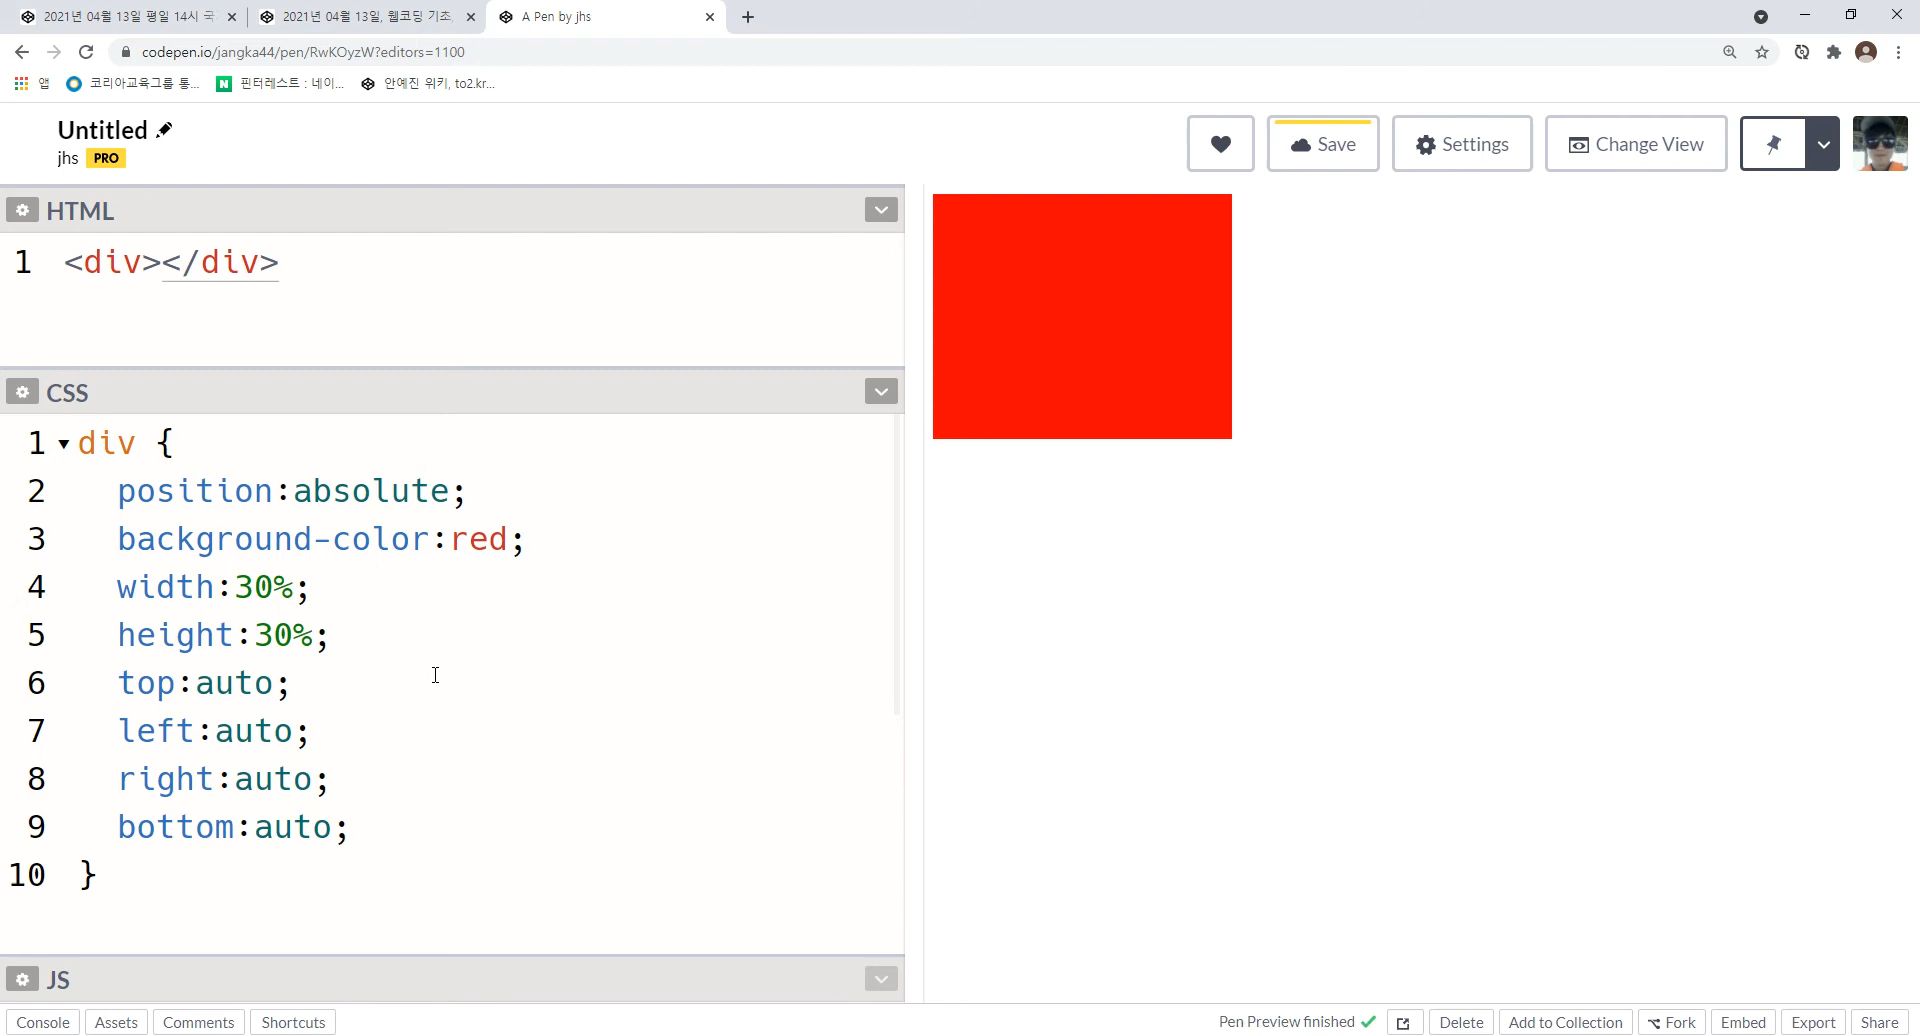 2021년 04월 13일 평일 14시 국
2021년 04월 13일, 웹코딩 기초,
A Pen by jhs
codepen.io/jangka44/pen/RwKOyzW?editors=1100
앱
코리아교육그룹 통...
N 핀터레스트 : 네이...
안예진 위키, to2.kr...
Untitled
jhs PRO
Save
Settings
Change View
HTML
1 <div></div>
CSS
1 div {
2 position:absolute;
3 background-color:red;
4 width:30%;
5 height:30%;
6 top:auto;
7 left:auto;
8 right:auto;
9 bottom:auto;
10 }
JS
Console Assets Comments Shortcuts
Pen Preview finished Delete Add to Collection Fork Embed Export Share